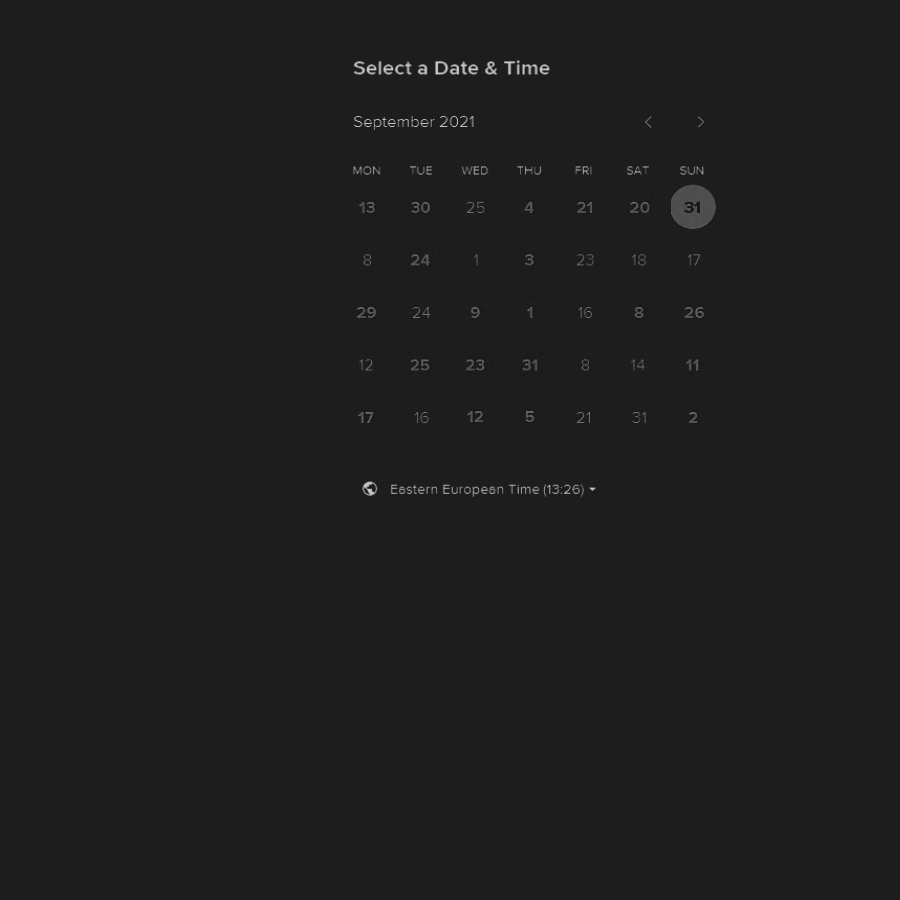 Select a Date & Time
September 2021
MON TUE WED THU FRI SAT SUN
13 30 25 4 21 20 31
8 24 1 3 23 18 17
29 24 9 1 16 8 26
12 25 23 31 8 14 11
17 16 12 5 21 31 2
Eastern European Time (13:26)